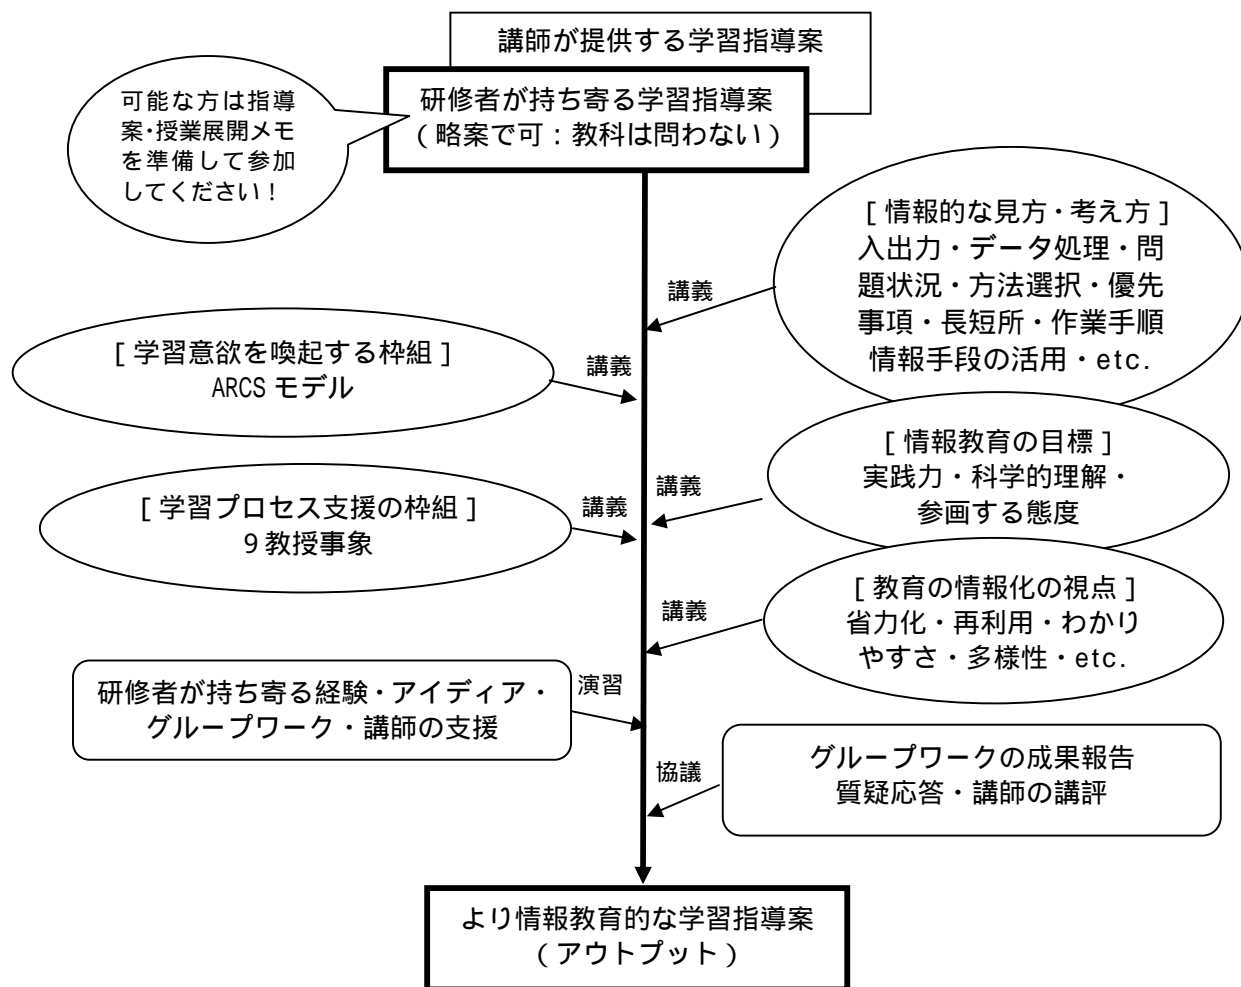 講師が提供する学習指導案
研修者が持ち寄る学習指導案
（略案で可：教科は問わない）
可能な方は指導
案・授業展開メモ
を準備して参加
してください！
[ 情報的な見方・考え方 ]
入出力・データ処理・問
題状況・方法選択・優先
事項・長短所・作業手順
情報手段の活用・etc.
講義
[ 学習意欲を喚起する枠組 ]
ARCS モデル
講義
[ 情報教育の目標 ]
実践力・科学的理解・
参画する態度
講義
[ 学習プロセス支援の枠組 ]
９教授事象
講義
[ 教育の情報化の視点 ]
省力化・再利用・わかり
やすさ・多様性・etc.
講義
研修者が持ち寄る経験・アイディア・
グループワーク・講師の支援
演習
グループワークの成果報告
質疑応答・講師の講評
協議
より情報教育的な学習指導案
（アウトプット）